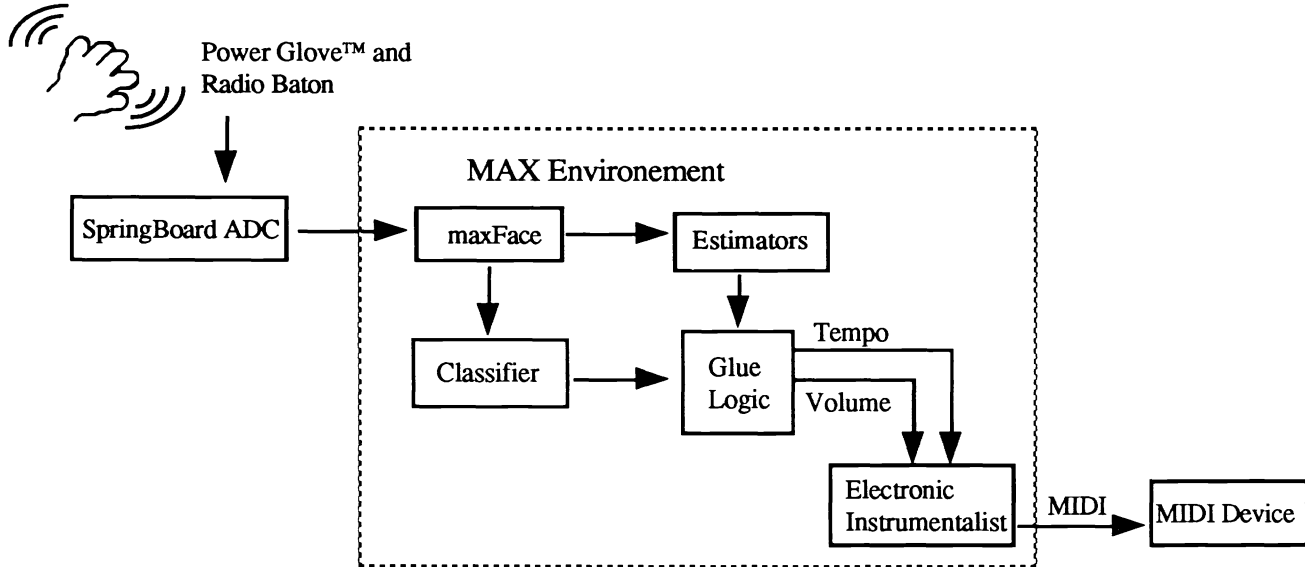 Power Glove™ and
Radio Baton
MAX Environement
SpringBoard ADC
maxFace
Estimators
Tempo
Classifier
Glue
Logic
Volume
Electronic
Instrumentalist
MIDI
MIDI Device